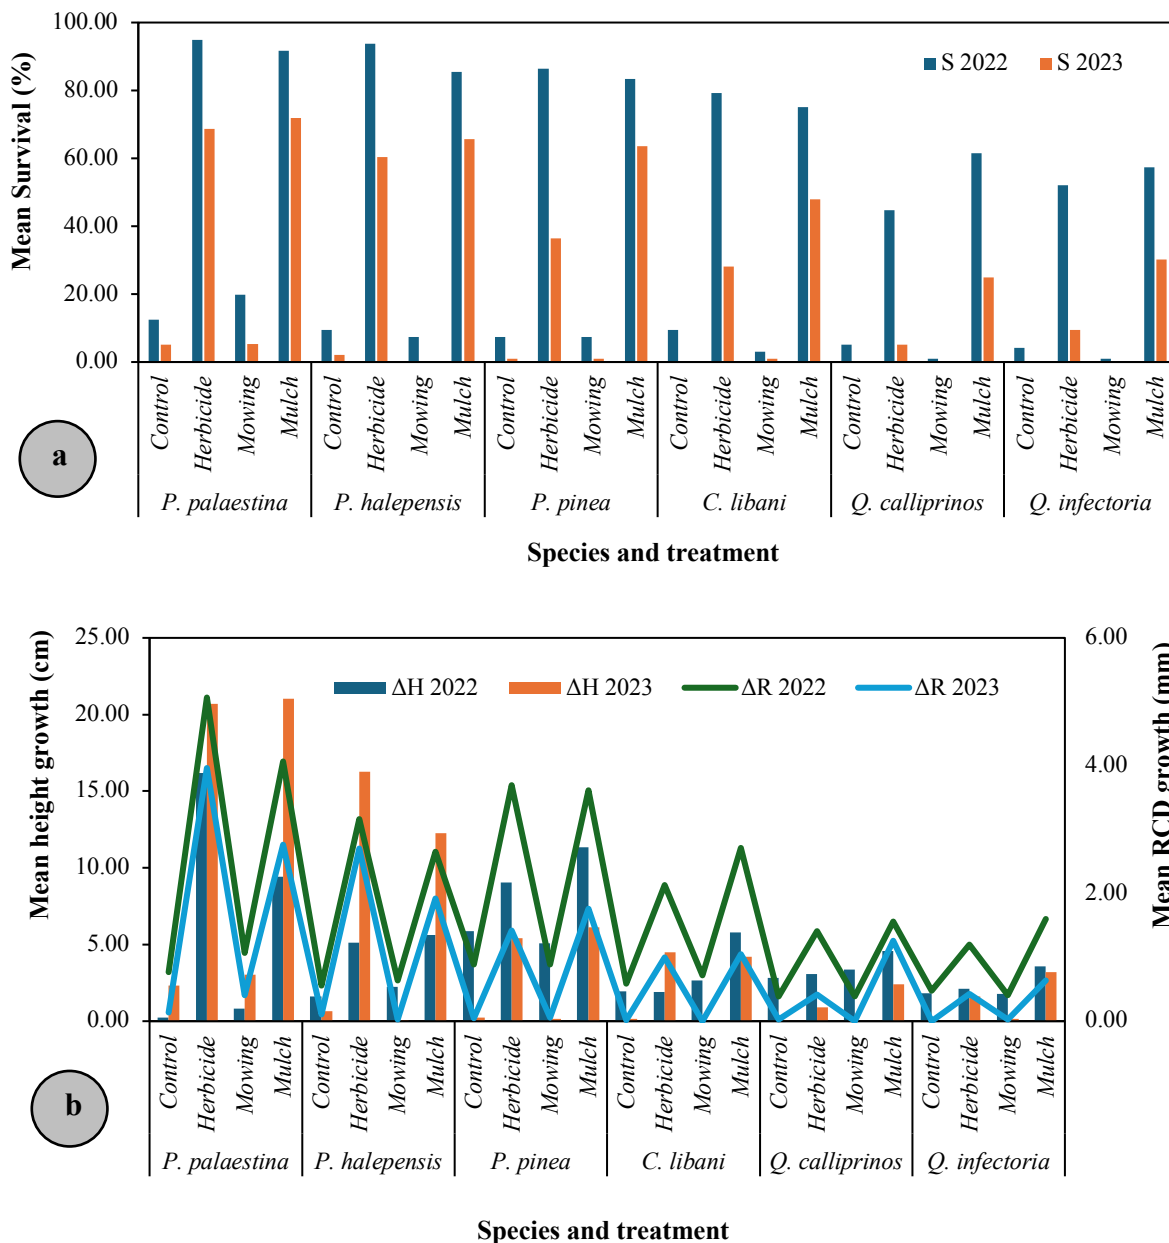 100.00
80.00
60.00
40.00
20.00
0.00
Mean Survival (%)
S 2022 S 2023
Control Herbicide Mowing Mulch Control Herbicide Mowing Mulch Control Herbicide Mowing Mulch Control Herbicide Mowing Mulch Control Herbicide Mowing Mulch Control Herbicide Mowing Mulch
P. palaestina P. halepensis P. pinea C. libani Q. calliprinos Q. infectoria
a
Species and treatment
25.00
20.00
15.00
10.00
5.00
0.00
Mean height growth (cm)
ΔH 2022 ΔH 2023 ΔR 2022 ΔR 2023
6.00
4.00
2.00
0.00
Mean RCD growth (mm)
Control Herbicide Mowing Mulch Control Herbicide Mowing Mulch Control Herbicide Mowing Mulch Control Herbicide Mowing Mulch Control Herbicide Mowing Mulch Control Herbicide Mowing Mulch
P. palaestina P. halepensis P. pinea C. libani Q. calliprinos Q. infectoria
b
Species and treatment